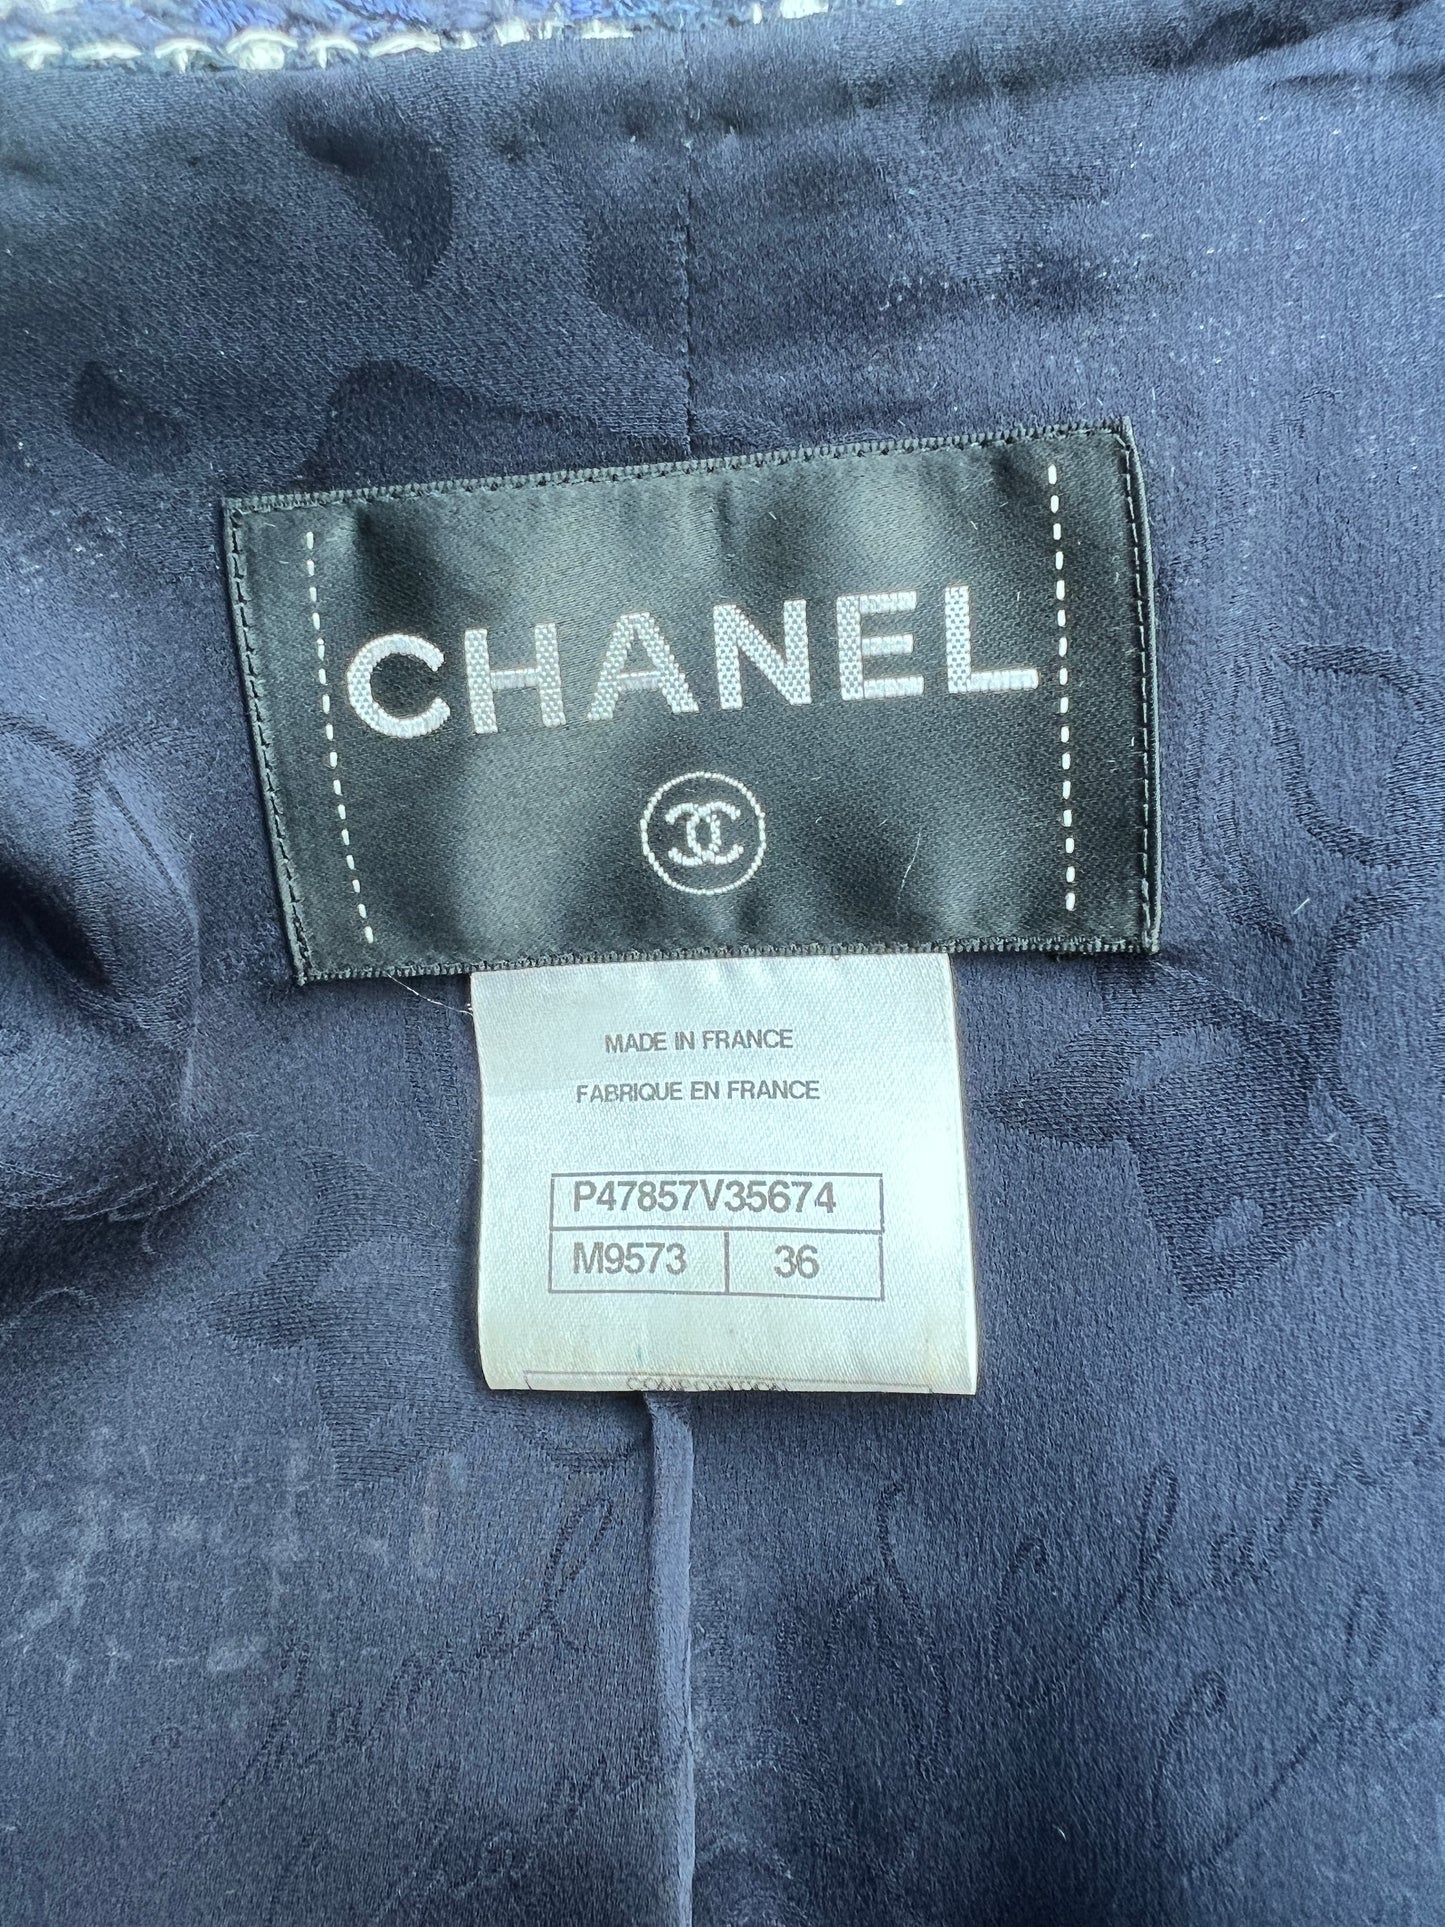 CHANEL
MADE IN FRANCE
FABRIQUE EN FRANCE
P47857V35674
M9573 36